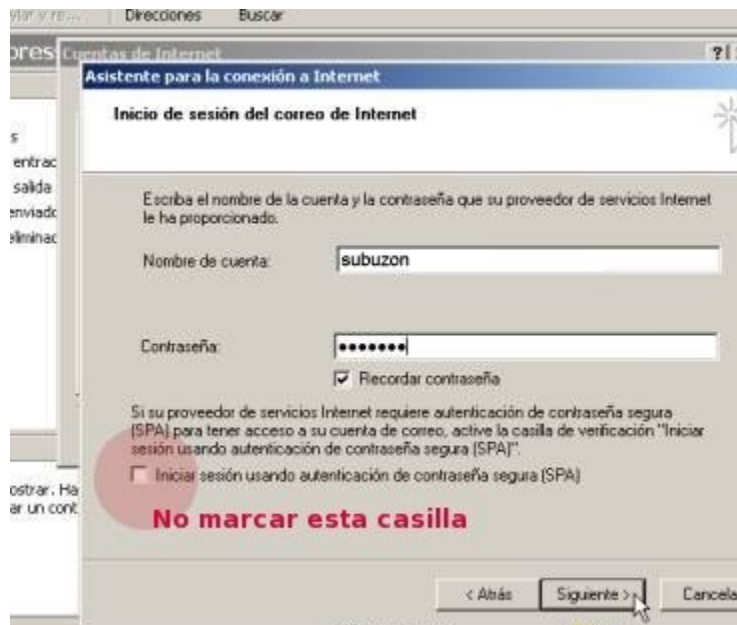 Direcciones Buscar
Cuentas de Internet
Asistente para la conexión a Internet
Inicio de sesión del correo de Internet
s
entrac
salida
enviado
eliminac
Escriba el nombre de la cuenta y la contraseña que su proveedor de servicios Internet
le ha proporcionado.
Nombre de cuenta: subuzon
Contraseña: •••••••
Recordar contraseña
Si su proveedor de servicios Internet requiere autenticación de contraseña segura
(SPA) para tener acceso a su cuenta de correo, active la casilla de verificación "Iniciar
sesión usando autenticación de contraseña segura (SPA)".
Iniciar sesión usando autenticación de contraseña segura (SPA)
ostrar. Ha
ar un cont
No marcar esta casilla
< Atrás Siguiente > Cancela